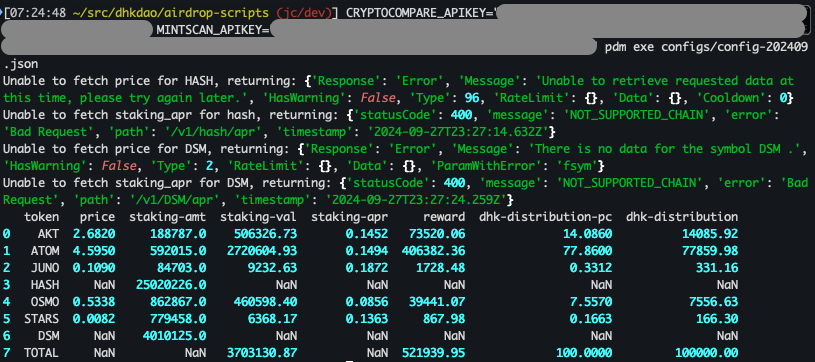 [07:24:48 ~/src/dhkdao/airdrop-scripts (jc/dev)] CRYPTOCOMPARE_APIKEY='
MINTSCAN_APIKEY=
pdm exe configs/config-202409
.json
Unable to fetch price for HASH, returning: {'Response': 'Error', 'Message': 'Unable to retrieve requested data at
this time, please try again later.', 'HasWarning': False, 'Type': 96, 'RateLimit': {}, 'Data': {}, 'Cooldown': 0}
Unable to fetch staking_apr for hash, returning: {'statusCode': 400, 'message': 'NOT_SUPPORTED_CHAIN', 'error':
'Bad Request', 'path': '/v1/hash/apr', 'timestamp': '2024-09-27T23:27:14.632Z'}
Unable to fetch price for DSM, returning: {'Response': 'Error', 'Message': 'There is no data for the symbol DSM .',
'HasWarning': False, 'Type': 2, 'RateLimit': {}, 'Data': {}, 'ParamWithError': 'fsym'}
Unable to fetch staking_apr for DSM, returning: {'statusCode': 400, 'message': 'NOT_SUPPORTED_CHAIN', 'error': 'Bad
Request', 'path': '/v1/DSM/apr', 'timestamp': '2024-09-27T23:27:24.259Z'}
token price staking-amt staking-val staking-apr reward dhk-distribution-pc dhk-distribution
0 AKT 2.6820 188787.0 506326.73 0.1452 73520.06 14.0860 14085.92
1 ATOM 4.5950 592015.0 2720604.93 0.1494 406382.36 77.8600 77859.98
2 JUNO 0.1090 84703.0 9232.63 0.1872 1728.48 0.3312 331.16
3 HASH NaN 25020226.0 NaN NaN NaN NaN NaN
4 OSMO 0.5338 862867.0 460598.40 0.0856 39441.07 7.5570 7556.63
5 STARS 0.0082 779458.0 6368.17 0.1363 867.98 0.1663 166.30
6 DSM NaN 4010125.0 NaN NaN NaN NaN NaN
7 TOTAL NaN NaN 3703130.87 NaN 521939.95 100.0000 100000.00